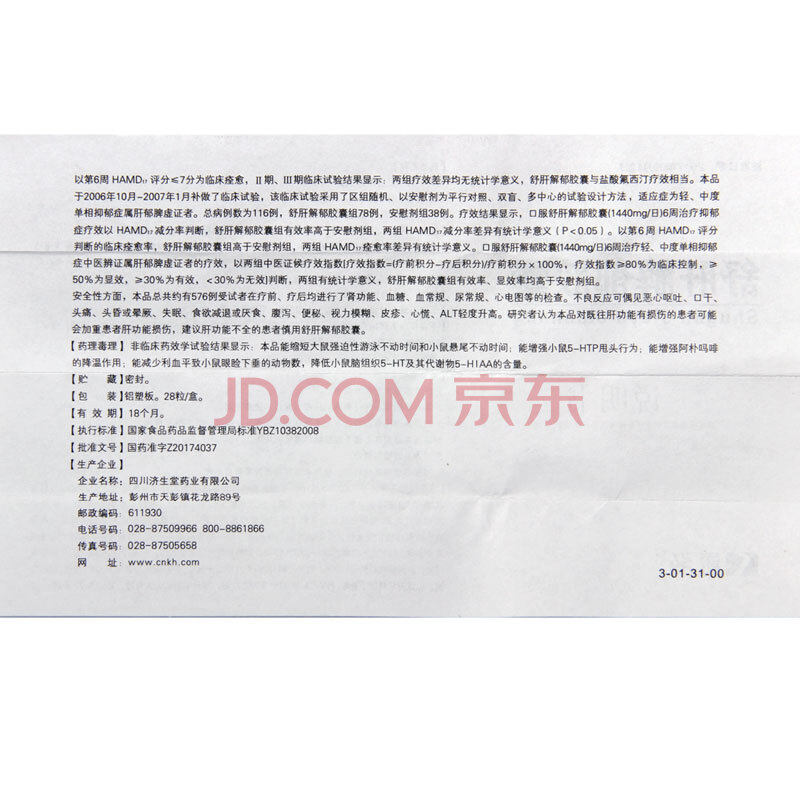 以第6周 HAMD₁₇ 评分≤7分为临床痊愈，Ⅱ期、Ⅲ期临床试验结果显示：两组疗效差异均无统计学意义，舒肝解郁胶囊与盐酸氟西汀疗效相当。本品
于2006年10月-2007年1月补做了临床试验，该临床试验采用了区组随机、以安慰剂为平行对照、双盲、多中心的试验设计方法，适应症为轻、中度
单相抑郁症属肝郁脾虚证者。总病例数为116例，舒肝解郁胶囊组78例，安慰剂组38例。疗效结果显示，口服舒肝解郁胶囊(1440mg/日)6周治疗抑郁
症疗效以 HAMD₁₇减分率判断，舒肝解郁胶囊组有效率高于安慰剂组，两组 HAMD₁₇减分率差异有统计学意义（P＜0.05）。以第6周 HAMD₁₇ 评分
判断的临床痊愈率，舒肝解郁胶囊高于安慰剂组，两组 HAMD₁₇痊愈率差异有统计学意义。口服舒肝解郁胶囊(1440mg/日)6周治疗轻、中度单相抑郁
症中医辨证属肝郁脾虚证者的疗效，以两组中医证候疗效指数[疗效指数=(疗前积分-疗后积分)/疗前积分×100%，疗效指数≥80%为临床控制，≥
50%为显效，≥30%为有效，<30%为无效)判断，两组有统计学意义，舒肝解郁胶囊组有效率、显效率均高于安慰剂组。
安全性方面，本品总共约有576例受试者在疗前、疗后均进行了肾功能、血糖、血常规、尿常规、心电图等的检查。不良反应可偶见恶心呕吐、口干、
头痛、头昏或晕厥、失眠、食欲减退或厌食、腹泻、便秘、视力模糊、皮疹、心慌、ALT轻度升高。研究者认为本品对既往肝功能有损伤的患者可能
会加重患者肝功能损伤，建议肝功能不全的患者慎用舒肝解郁胶囊。
【药理毒理】非临床药效学试验结果显示：本品能缩短大鼠强迫性游泳不动时间和小鼠悬尾不动时间；能增强小鼠5-HTP甩头行为；能增强阿朴吗啡
的降温作用；能减少利血平致小鼠眼睑下垂的动物数，降低小鼠脑组织5-HT及其代谢物5-HIAA的含量。
【贮 藏】密封。
【包 装】铝塑板。28粒/盒。
【有 效 期】18个月。
【执行标准】国家食品药品监督管理局标准YBZ10382008
【批准文号】国药准字Z20174037
【生产企业】
企业名称：四川济生堂药业有限公司
生产地址：彭州市天彭镇花龙路89号
邮政编码：611930
电话号码：028-87509966 800-8861866
传真号码：028-87505658
网 址：www.cnkh.com
3-01-31-00
JD.COM 京东